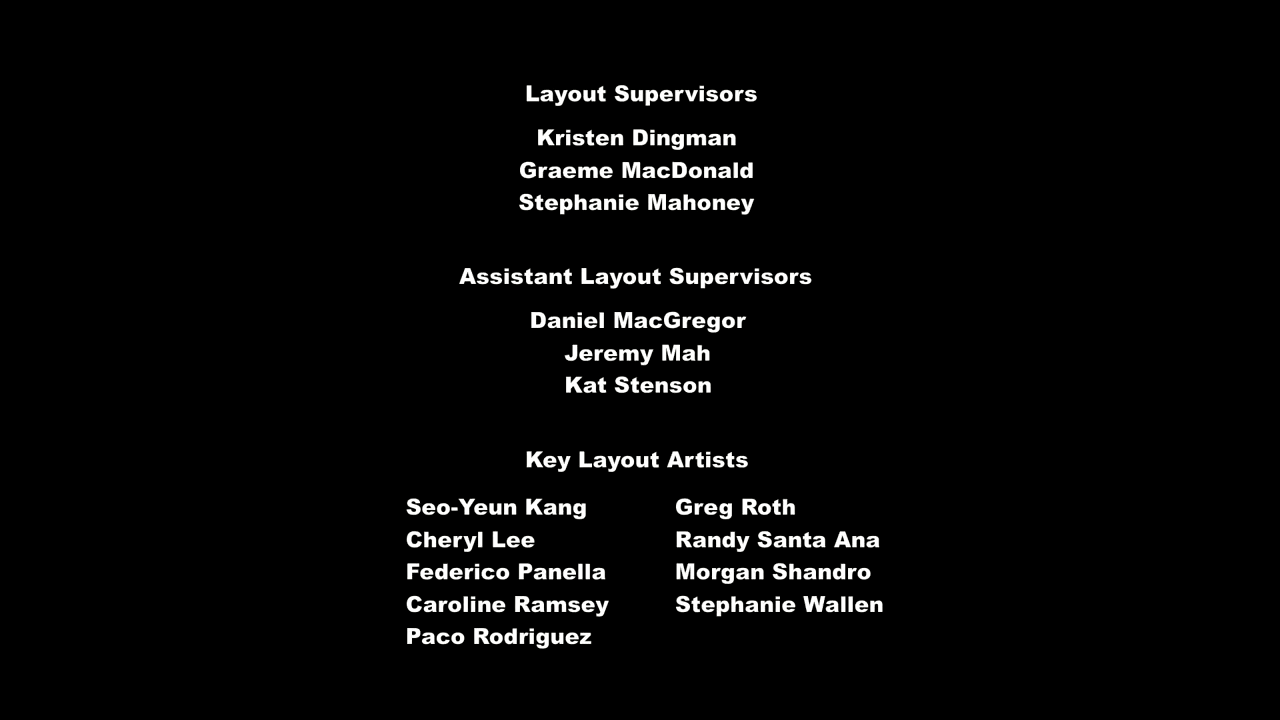 Layout Supervisors
Kristen Dingman
Graeme MacDonald
Stephanie Mahoney
Assistant Layout Supervisors
Daniel MacGregor
Jeremy Mah
Kat Stenson
Key Layout Artists
Seo-Yeun Kang
Cheryl Lee
Federico Panella
Caroline Ramsey
Paco Rodriguez
Greg Roth
Randy Santa Ana
Morgan Shandro
Stephanie Wallen